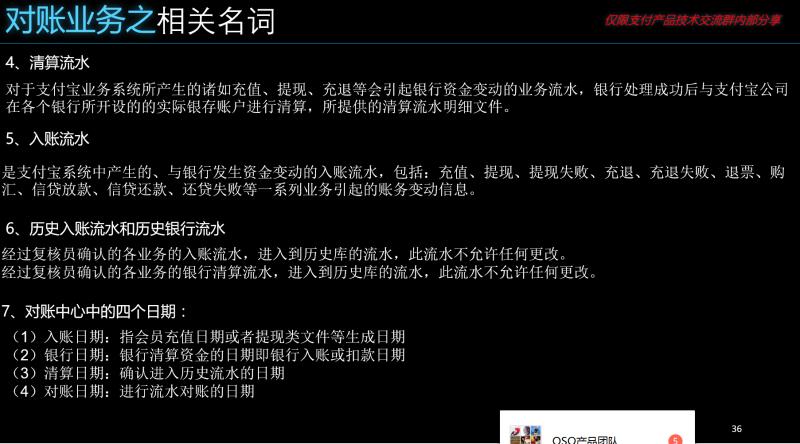 对账业务之相关名词
仅限支付产品技术交流群内部分享
4、清算流水
对于支付宝业务系统所产生的诸如充值、提现、充退等会引起银行资金变动的业务流水，银行处理成功后与支付宝公司
在各个银行所开设的的实际银存账户进行清算，所提供的清算流水明细文件。
5、入账流水
是支付宝系统中产生的、与银行发生资金变动的入账流水，包括：充值、提现、提现失败、充退、充退失败、退票、购
汇、信贷放款、信贷还款、还贷失败等一系列业务引起的账务变动信息。
6、历史入账流水和历史银行流水
经过复核员确认的各业务的入账流水，进入到历史库的流水，此流水不允许任何更改。
经过复核员确认的各业务的银行清算流水，进入到历史库的流水，此流水不允许任何更改。
7、对账中心中的四个日期：
（1）入账日期：指会员充值日期或者提现类文件等生成日期
（2）银行日期：银行清算资金的日期即银行入账或扣款日期
（3）清算日期：确认进入历史流水的日期
（4）对账日期：进行流水对账的日期
36
OSO产品团队
5